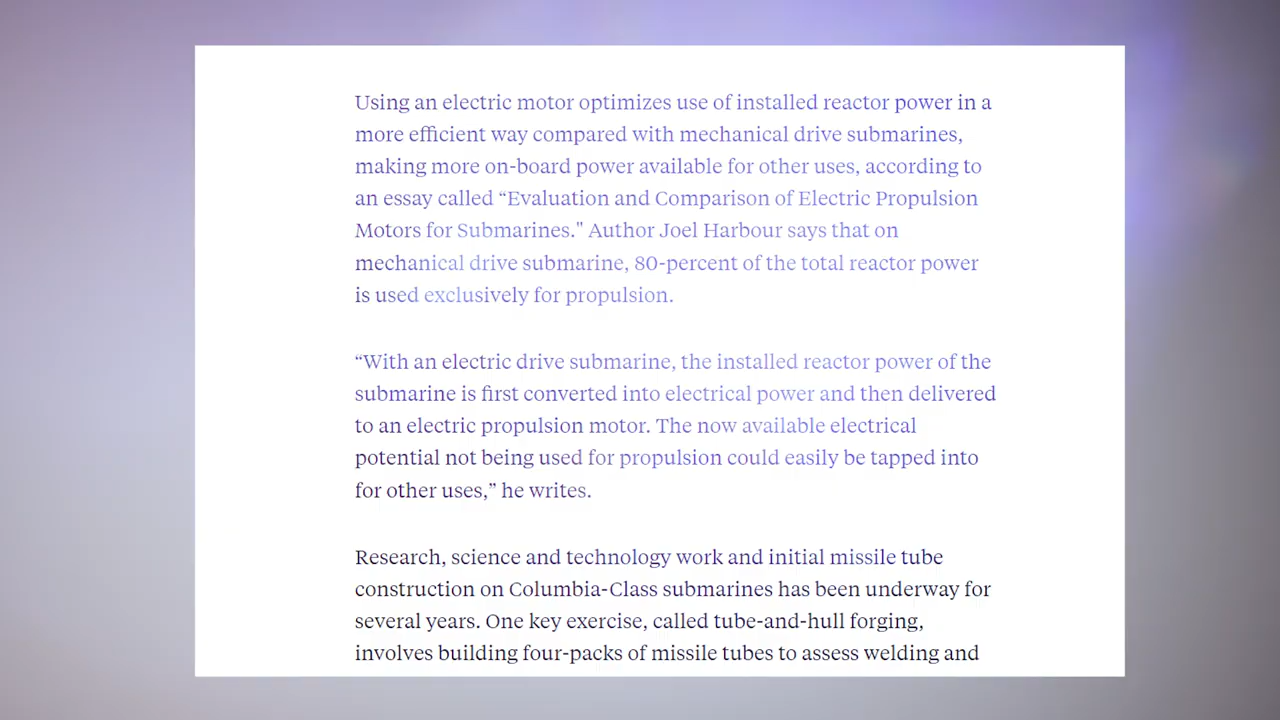 Using an electric motor optimizes use of installed reactor power in a
more efficient way compared with mechanical drive submarines,
making more on-board power available for other uses, according to
an essay called “Evaluation and Comparison of Electric Propulsion
Motors for Submarines." Author Joel Harbour says that on
mechanical drive submarine, 80-percent of the total reactor power
is used exclusively for propulsion.
“With an electric drive submarine, the installed reactor power of the
submarine is first converted into electrical power and then delivered
to an electric propulsion motor. The now available electrical
potential not being used for propulsion could easily be tapped into
for other uses,” he writes.
Research, science and technology work and initial missile tube
construction on Columbia-Class submarines has been underway for
several years. One key exercise, called tube-and-hull forging,
involves building four-packs of missile tubes to assess welding and